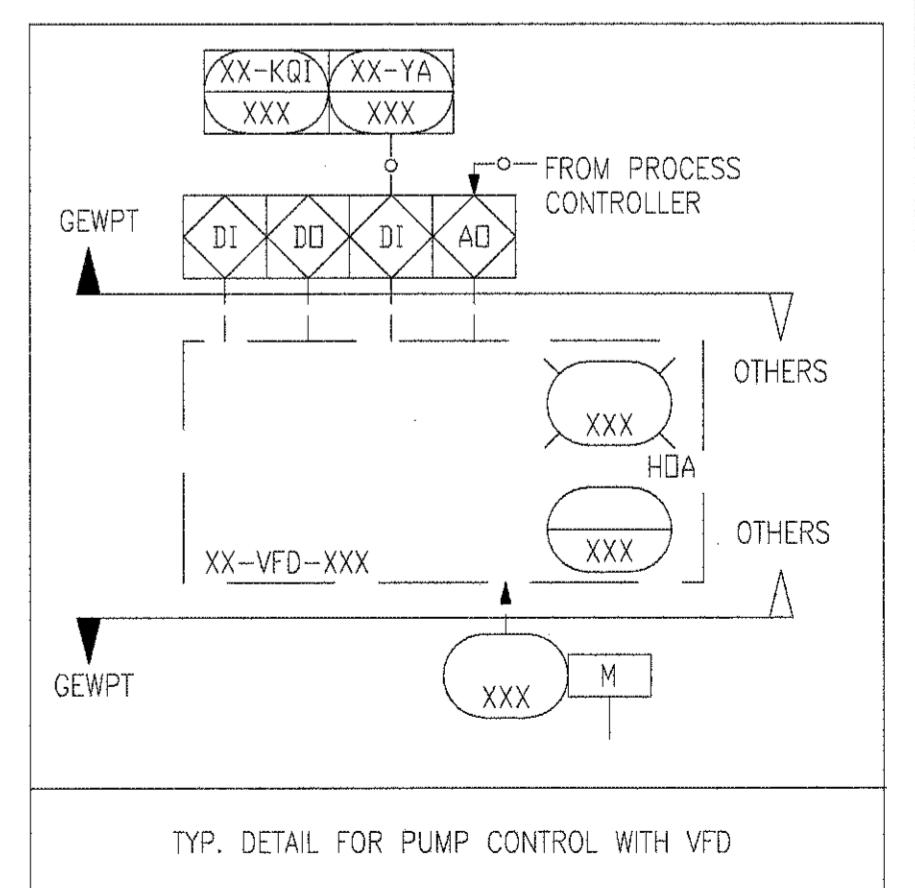 XX-KQI XX-YA
XXX XXX
FROM PROCESS
CONTROLLER
GEWPT
DI DO DI AO
OTHERS
XXX
HOA
OTHERS
XXX
XX-VFD-XXX
GEWPT
XXX
M
TYP. DETAIL FOR PUMP CONTROL WITH VFD